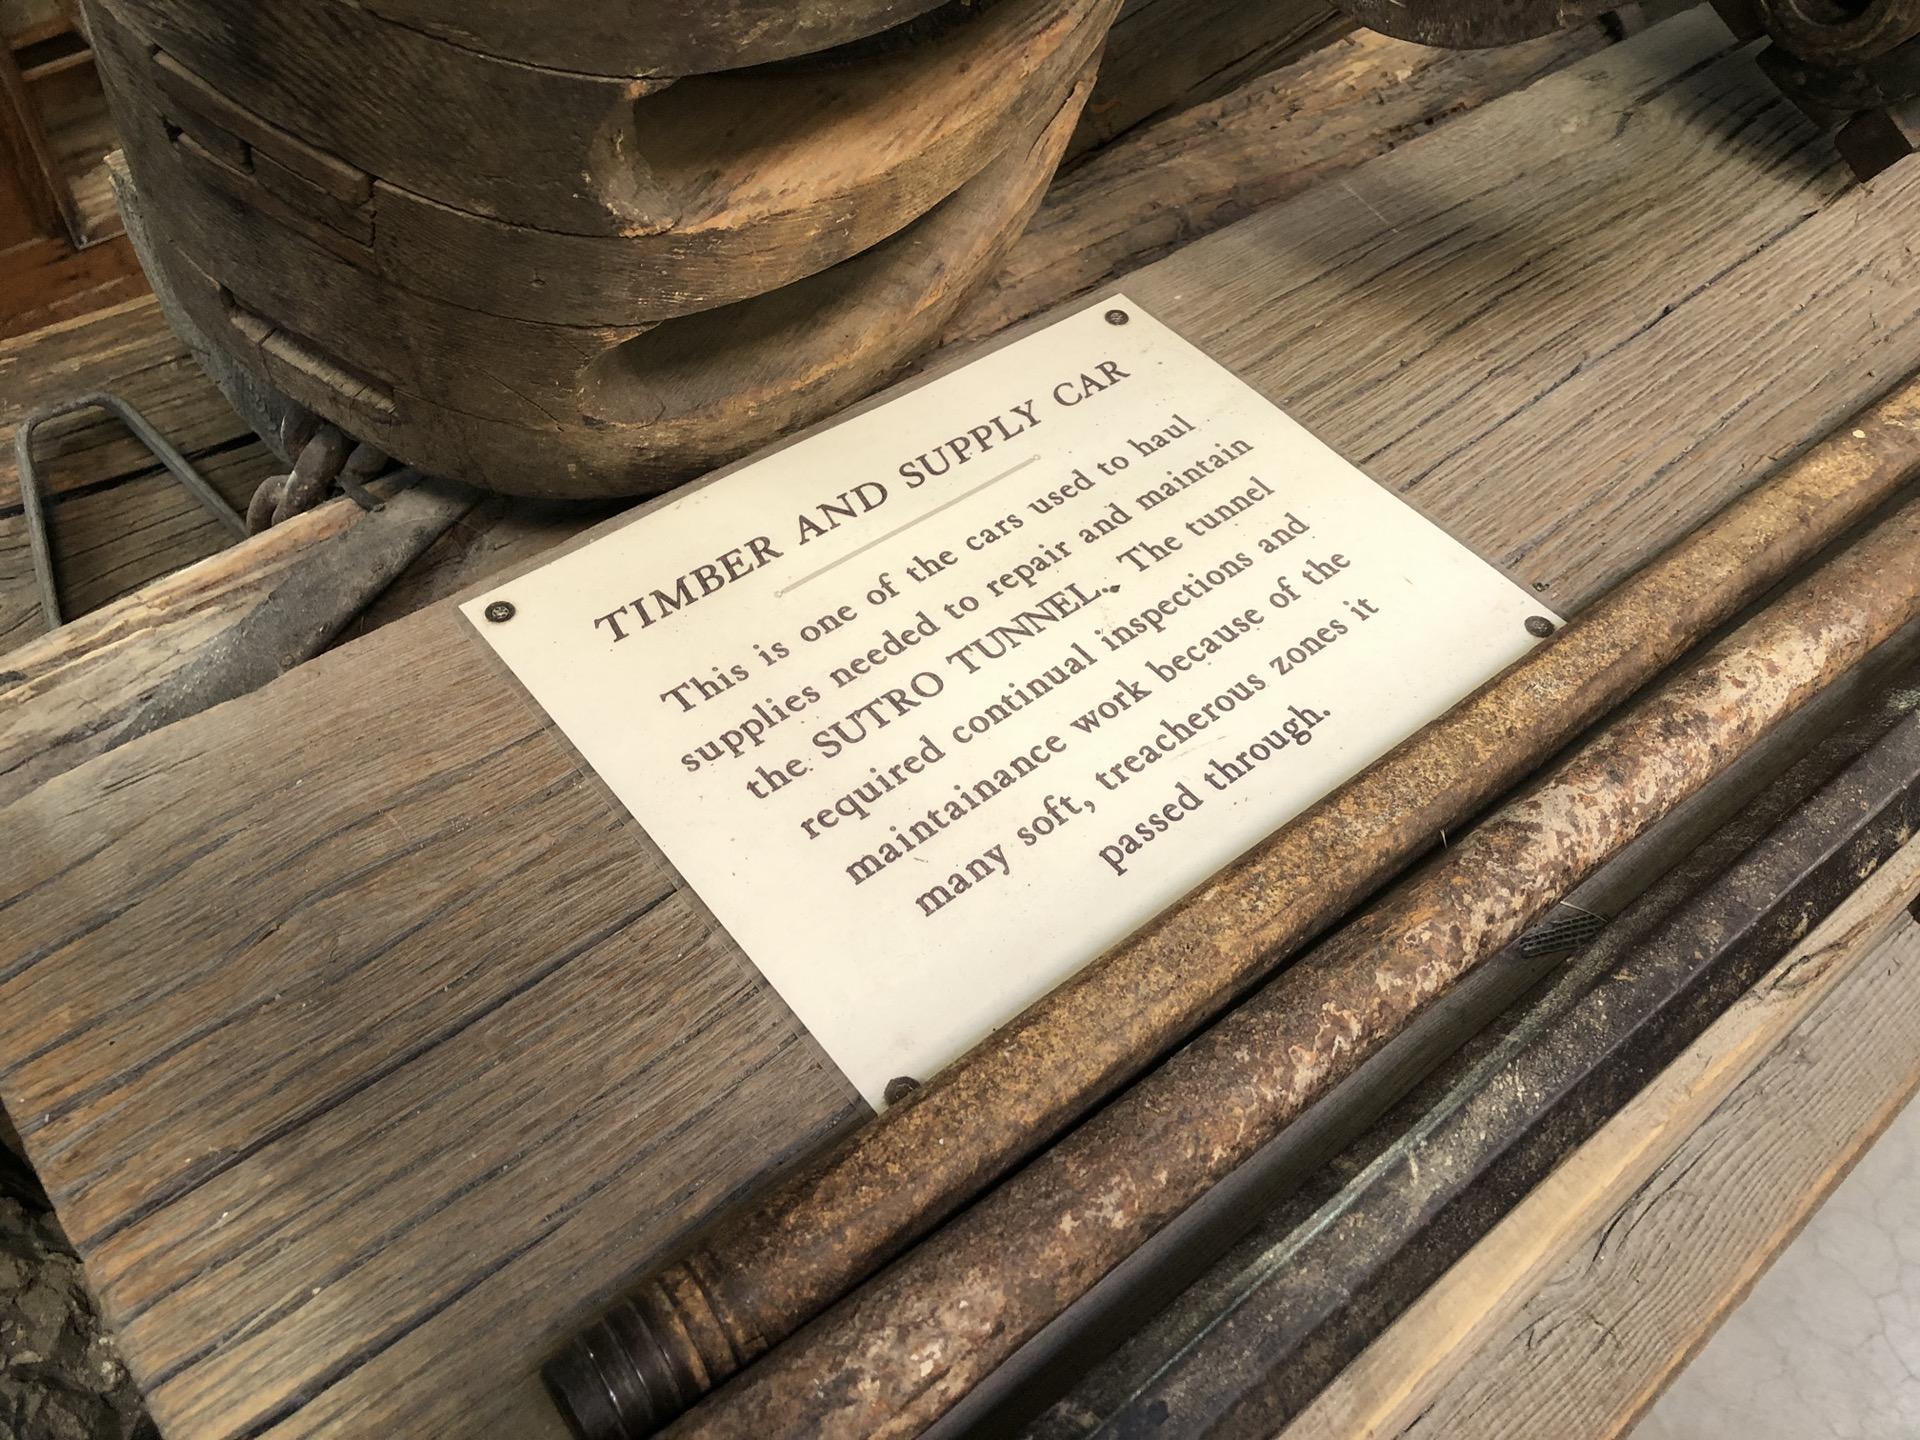 TIMBER AND SUPPLY CAR
This is one of the cars used to haul
supplies needed to repair and maintain
the SUTRO TUNNEL. The tunnel
required continual inspections and
maintainance work because of the
many soft, treacherous zones it
passed through.